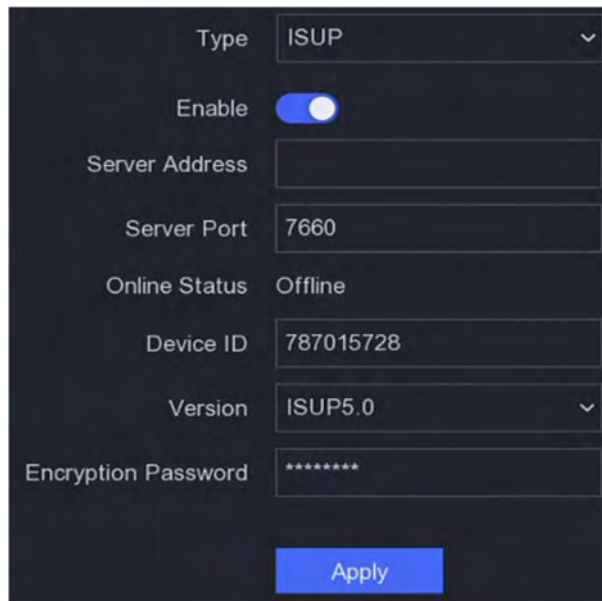 Type ISUP
Enable
Server Address
Server Port 7660
Online Status Offline
Device ID 787015728
Version ISUP5.0
Encryption Password ********
Apply